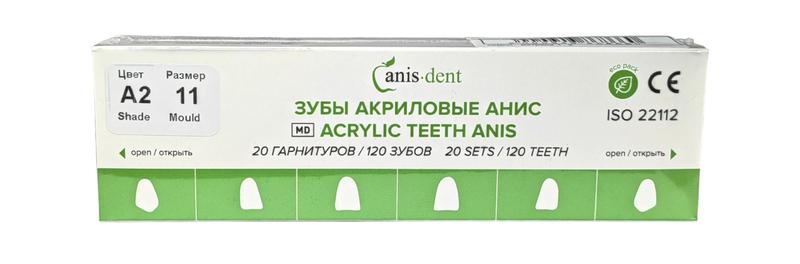 Цвет Размер
A2 11
Shade Mould
anis·dent
eco pack
CE
ISO 22112
ЗУБЫ АКРИЛОВЫЕ АНИС
MD ACRYLIC TEETH ANIS
20 ГАРНИТУРОВ / 120 ЗУБОВ 20 SETS / 120 TEETH
open / открыть
open / открыть